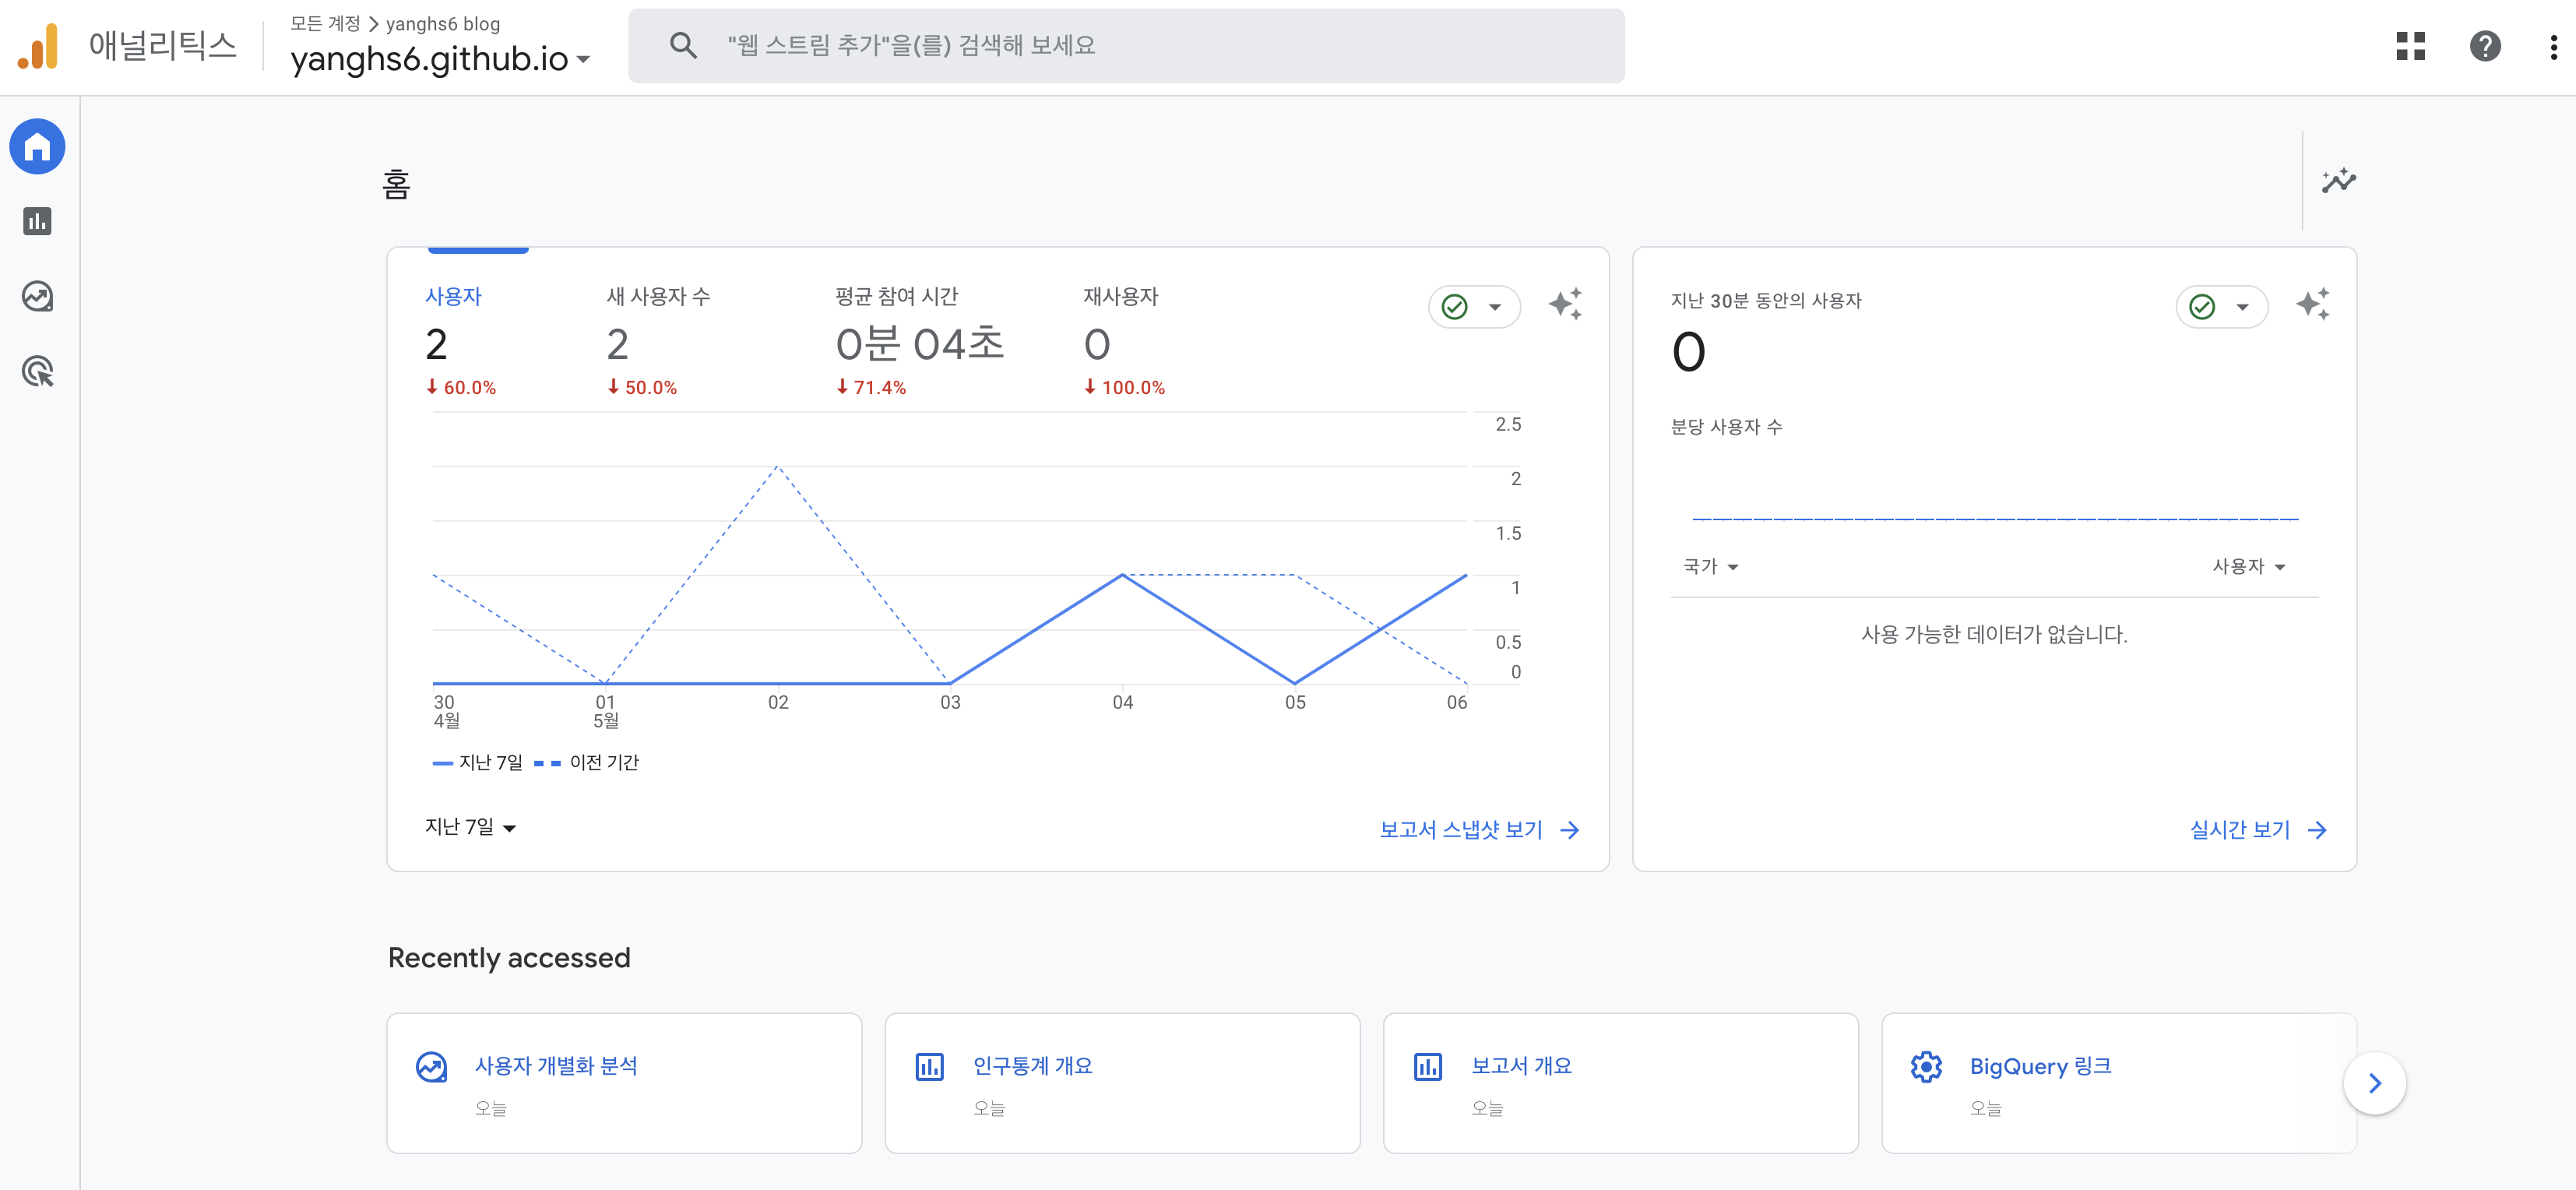 애널리틱스
모든 계정 > yanghs6 blog
yanghs6.github.io
"웹 스트림 추가"을(를) 검색해 보세요
홈
사용자
2
↓ 60.0%
새 사용자 수
2
↓ 50.0%
평균 참여 시간
0분 04초
↓ 71.4%
재사용자
0
↓ 100.0%
2.5
2
1.5
1
0.5
0
30 01 02 03 04 05 06
4월 5월
지난 7일 이전 기간
지난 7일
보고서 스냅샷 보기 →
지난 30분 동안의 사용자
0
분당 사용자 수
국가 사용자
사용 가능한 데이터가 없습니다.
실시간 보기 →
Recently accessed
사용자 개별화 분석
오늘
인구통계 개요
오늘
보고서 개요
오늘
BigQuery 링크
오늘